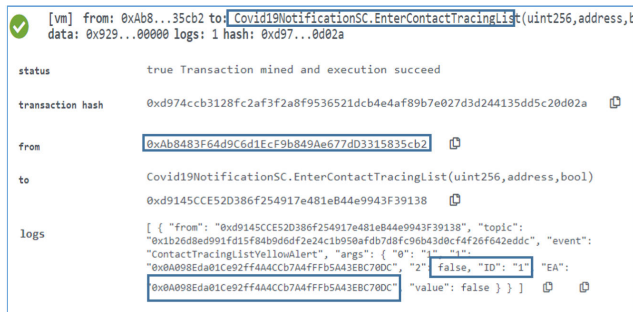 [vm] from: 0xAb8...35cb2 to: Covid19NotificationSC.EnterContactTracingList(uint256,address,b
data: 0x929...00000 logs: 1 hash: 0xd97...0d02a
status true Transaction mined and execution succeed
transaction hash 0xd974ccb3128fc2af3f2a8f9536521dcb4e4af89b7e027d3d244135dd5c20d02a
from 0xAb8483F64d9C6d1EcF9b849Ae677dD3315835cb2
to Covid19NotificationSC.EnterContactTracingList(uint256,address,bool)
0xd9145CCE52D386f254917e481eB44e9943F39138
logs [ { "from": "0xd9145CCE52D386f254917e481eB44e9943F39138", "topic":
"0x1b26d8ed991fd15f84b9d6df2e24c1b950afdb7d8fc96b43d0cf4f26f642eddc", "event":
"ContactTracingListYellowAlert", "args": { "0": "1", "1":
"0x0A098Eda01Ce92ff4A4CCb7A4fFFb5A43EBC70DC", "2": false, "ID": "1", "EA":
"0x0A098Eda01Ce92ff4A4CCb7A4fFFb5A43EBC70DC", "value": false } } ]